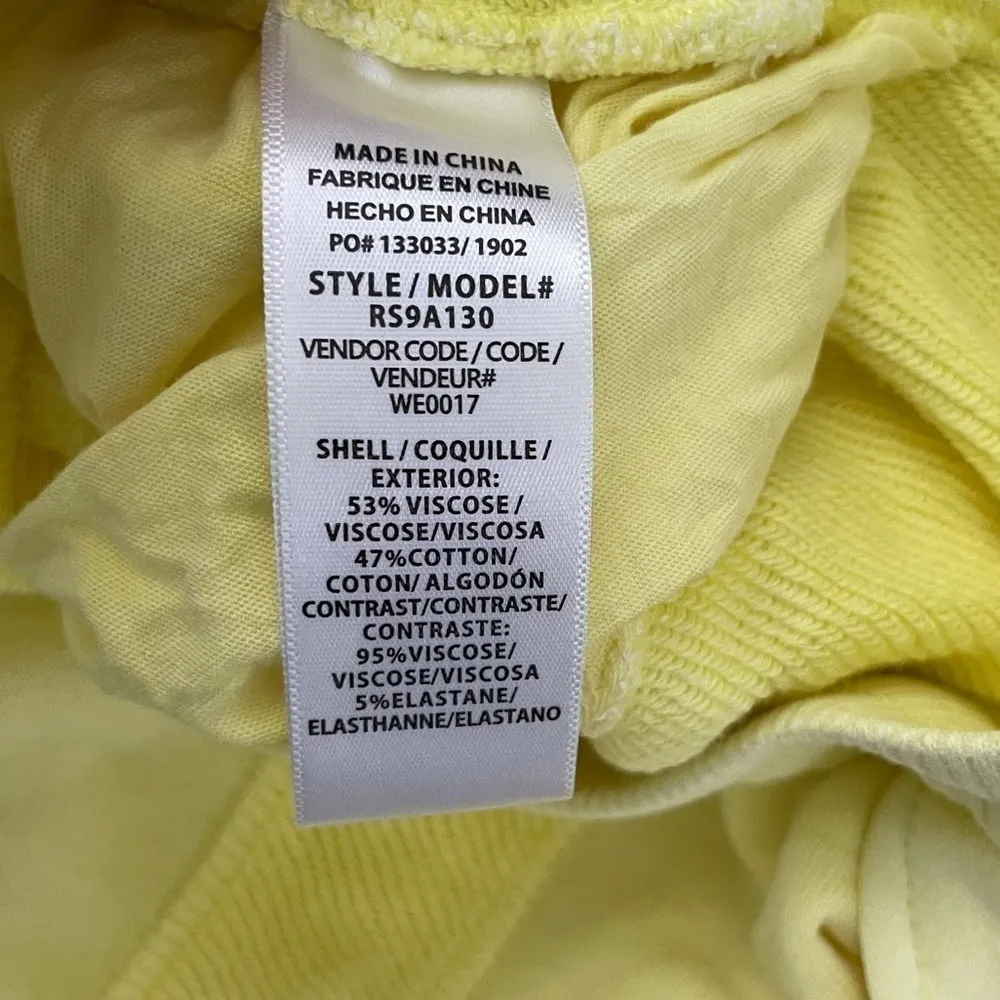 MADE IN CHINA
FABRIQUE EN CHINE
HECHO EN CHINA
PO# 133033/ 1902
STYLE / MODEL#
RS9A130
VENDOR CODE / CODE /
VENDEUR#
WE0017
SHELL / COQUILLE /
EXTERIOR:
53% VISCOSE /
VISCOSE/VISCOSA
47%COTTON/
COTON/ ALGODÓN
CONTRAST/CONTRASTE/
CONTRASTE:
95%VISCOSE/
VISCOSE/VISCOSA
5%ELASTANE/
ELASTHANNE/ELASTANO